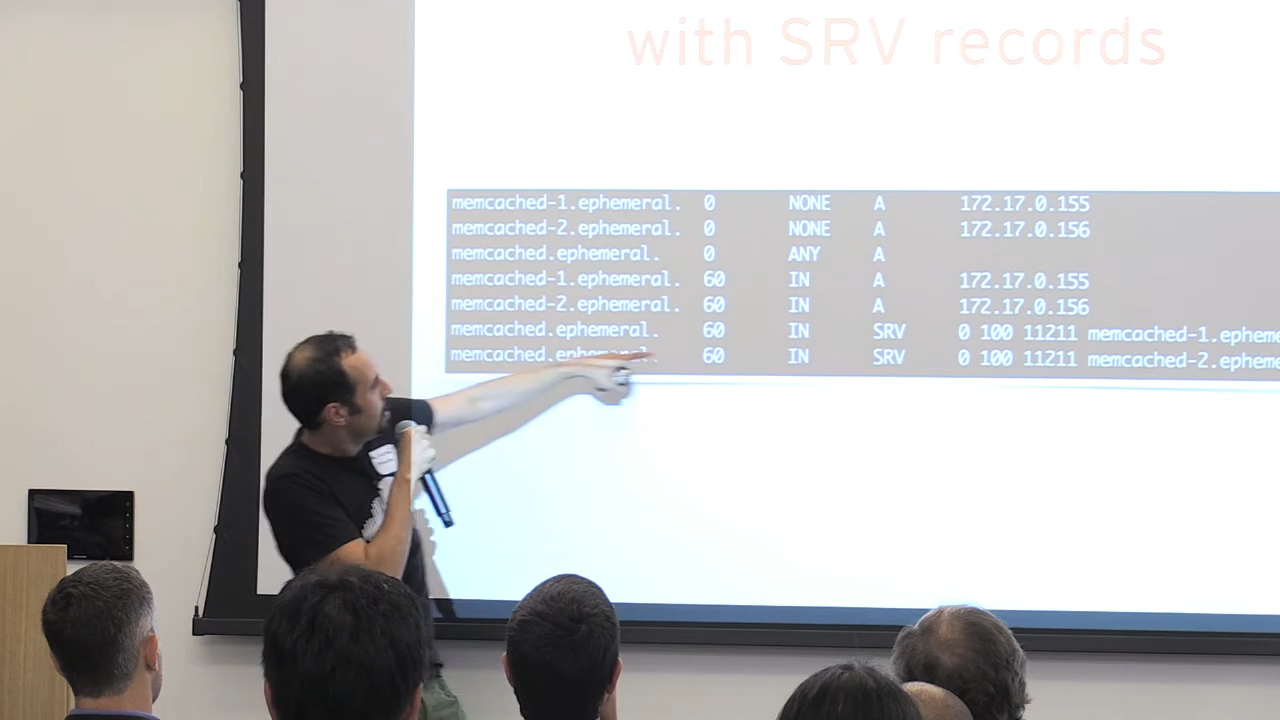 with SRV records
memcached-1.ephemeral. 0 NONE A 172.17.0.155
memcached-2.ephemeral. 0 NONE A 172.17.0.156
memcached.ephemeral. 0 ANY A
memcached-1.ephemeral. 60 IN A 172.17.0.155
memcached-2.ephemeral. 60 IN A 172.17.0.156
memcached.ephemeral. 60 IN SRV 0 100 11211 memcached-1.epheme
memcached.ephemeral. 60 IN SRV 0 100 11211 memcached-2.epheme